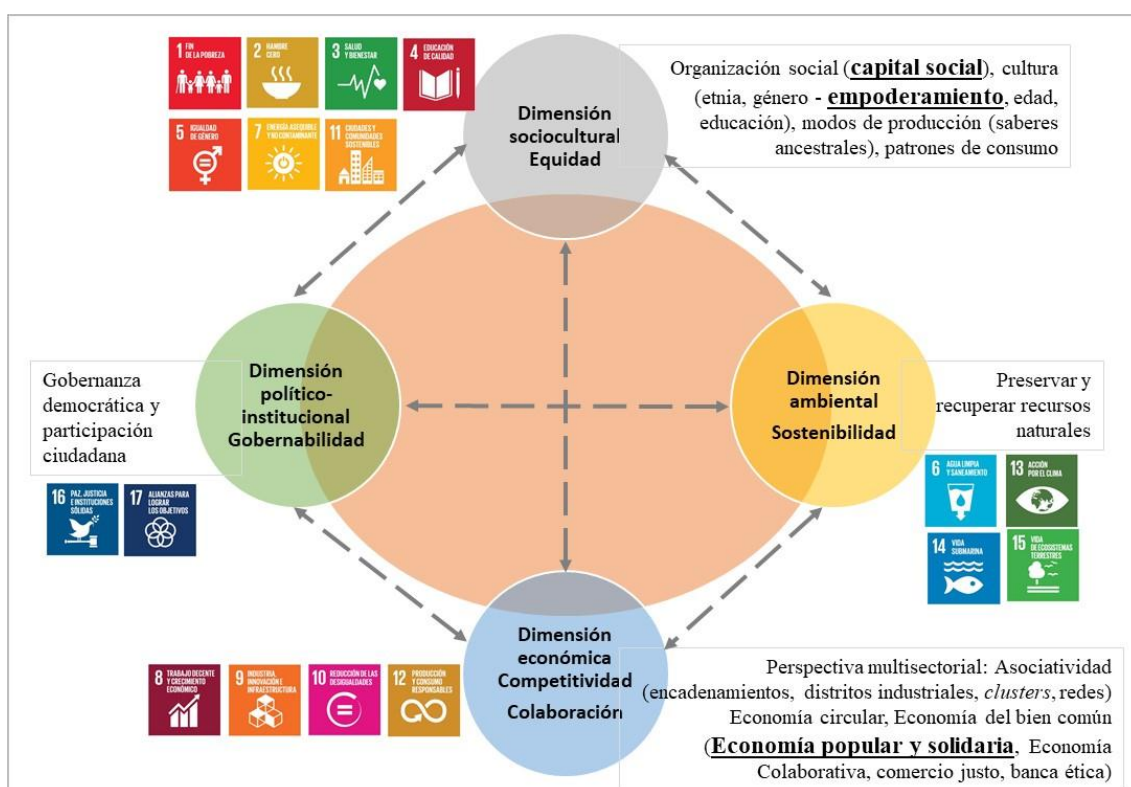 1 FIN
DE LA POBREZA
2 HAMBRE
CERO
3 SALUD
Y BIENESTAR
4 EDUCACIÓN
DE CALIDAD
5 IGUALDAD
DE GÉNERO
7 ENERGÍA ASEQUIBLE
Y NO CONTAMINANTE
11 CIUDADES Y
COMUNIDADES
SOSTENIBLES
Dimensión
sociocultural
Equidad
Organización social (capital social), cultura
(etnia, género - empoderamiento, edad,
educación), modos de producción (saberes
ancestrales), patrones de consumo
Gobernanza
democrática y
participación
ciudadana
Dimensión
político-
institucional
Gobernabilidad
16 PAZ, JUSTICIA
E INSTITUCIONES
SÓLIDAS
17 ALIANZAS PARA
LOGRAR
LOS OBJETIVOS
Dimensión
ambiental
Sostenibilidad
Preservar y
recuperar recursos
naturales
6 AGUA LIMPIA
Y SANEAMIENTO
13 ACCIÓN
POR EL CLIMA
14 VIDA
SUBMARINA
15 VIDA
DE ECOSISTEMAS
TERRESTRES
8 TRABAJO DECENTE
Y CRECIMIENTO
ECONÓMICO
9 INDUSTRIA,
INNOVACIÓN E
INFRAESTRUCTURA
10 REDUCCIÓN DE LAS
DESIGUALDADES
12 PRODUCCIÓN
Y CONSUMO
RESPONSABLES
Dimensión
económica
Competitividad
Colaboración
Perspectiva multisectorial: Asociatividad
(encadenamientos, distritos industriales, clusters, redes)
Economía circular, Economía del bien común
(Economía popular y solidaria, Economía
Colaborativa, comercio justo, banca ética)